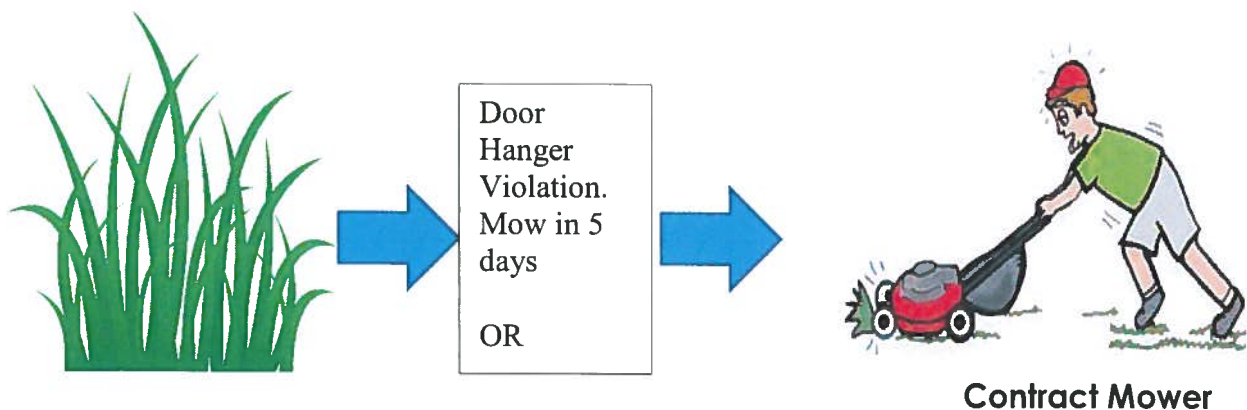 Door
Hanger
Violation.
Mow in 5
days
OR
Contract Mower